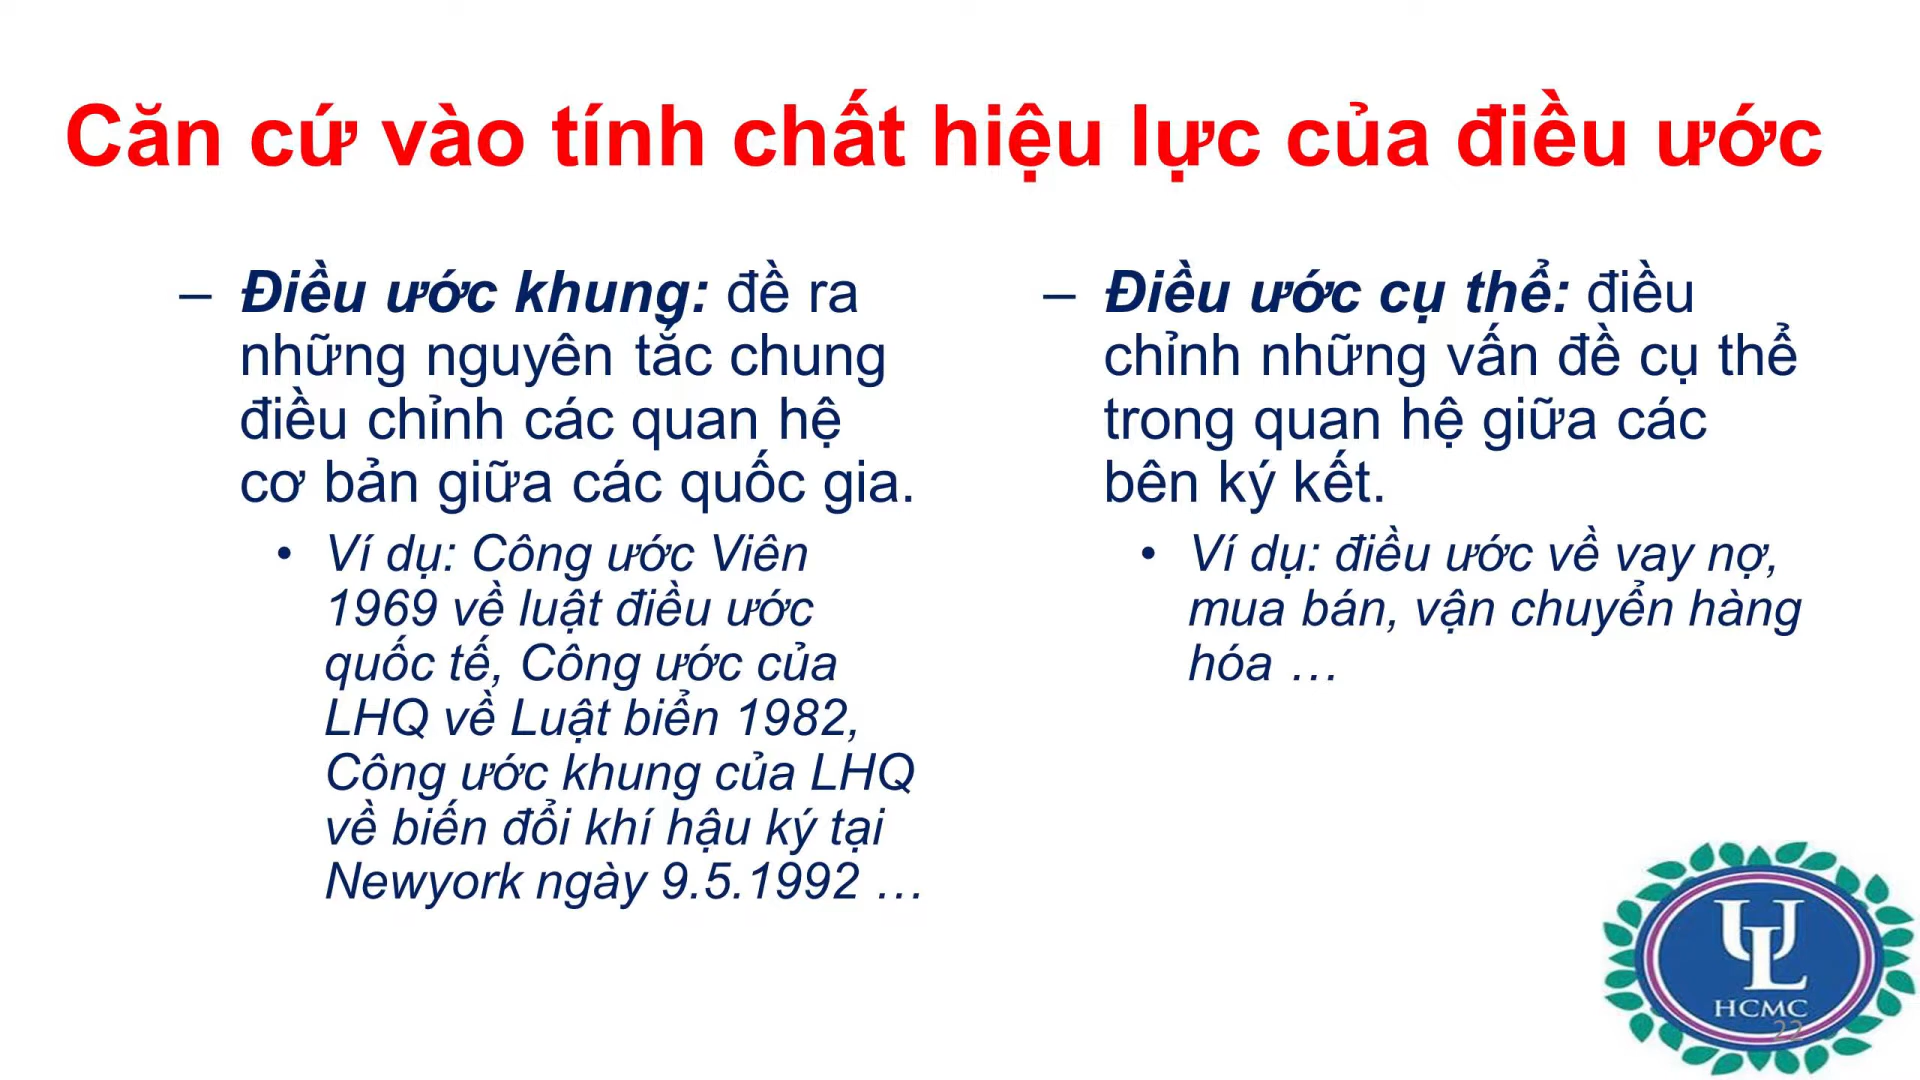 Căn cứ vào tính chất hiệu lực của điều ước
– Điều ước khung: đề ra
những nguyên tắc chung
điều chỉnh các quan hệ
cơ bản giữa các quốc gia.
• Ví dụ: Công ước Viên
1969 về luật điều ước
quốc tế, Công ước của
LHQ về Luật biển 1982,
Công ước khung của LHQ
về biến đổi khí hậu ký tại
Newyork ngày 9.5.1992 …
– Điều ước cụ thể: điều
chỉnh những vấn đề cụ thể
trong quan hệ giữa các
bên ký kết.
• Ví dụ: điều ước về vay nợ,
mua bán, vận chuyển hàng
hóa …
UL
HCMC
22